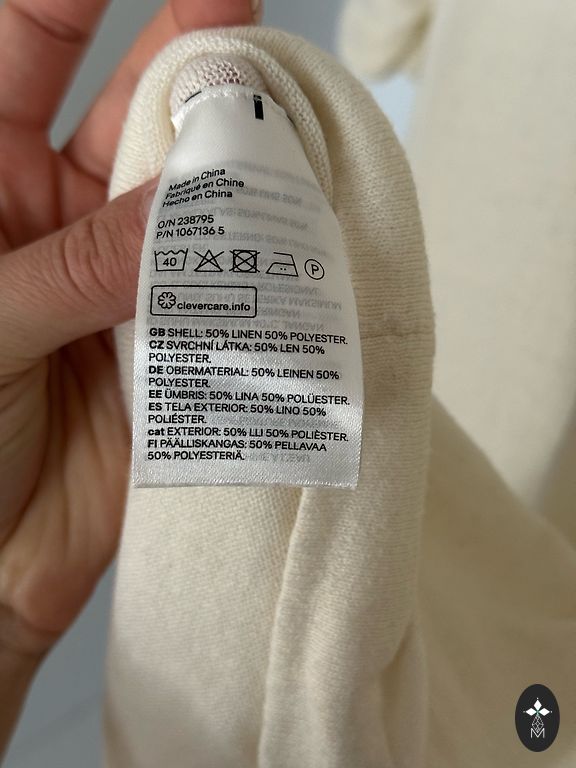 Made in China
Fabriqué en Chine
Hecho en China
O/N 238795
P/N 1067136 5
40
P
clevercare.info
GB SHELL: 50% LINEN 50% POLYESTER.
CZ SVRCHNÍ LÁTKA: 50% LEN 50%
POLYESTER.
DE OBERMATERIAL: 50% LEINEN 50%
POLYESTER.
EE ÜMBRIS: 50% LINA 50% POLÜESTER.
ES TELA EXTERIOR: 50% LINO 50%
POLIÉSTER.
cat EXTERIOR: 50% LLI 50% POLIÈSTER.
FI PÄÄLLISKANGAS: 50% PELLAVAA
50% POLYESTERIÄ.
M